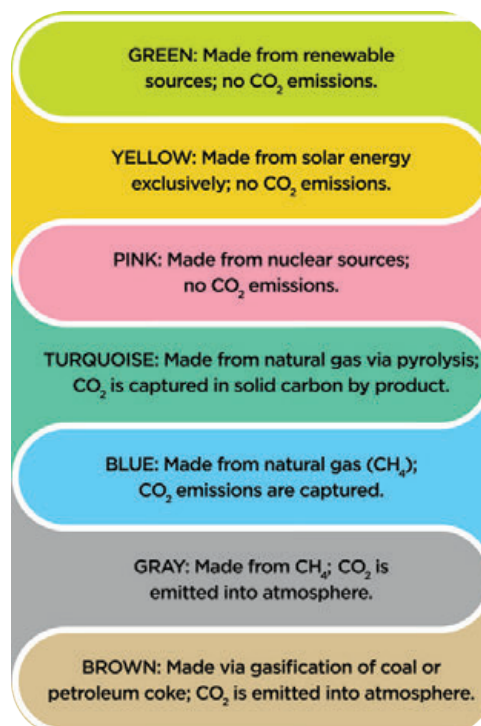 GREEN: Made from renewable
sources; no CO₂ emissions.
YELLOW: Made from solar energy
exclusively; no CO₂ emissions.
PINK: Made from nuclear sources;
no CO₂ emissions.
TURQUOISE: Made from natural gas via pyrolysis;
CO₂ is captured in solid carbon by product.
BLUE: Made from natural gas (CH₄);
CO₂ emissions are captured.
GRAY: Made from CH₄; CO₂ is
emitted into atmosphere.
BROWN: Made via gasification of coal or
petroleum coke; CO₂ is emitted into atmosphere.